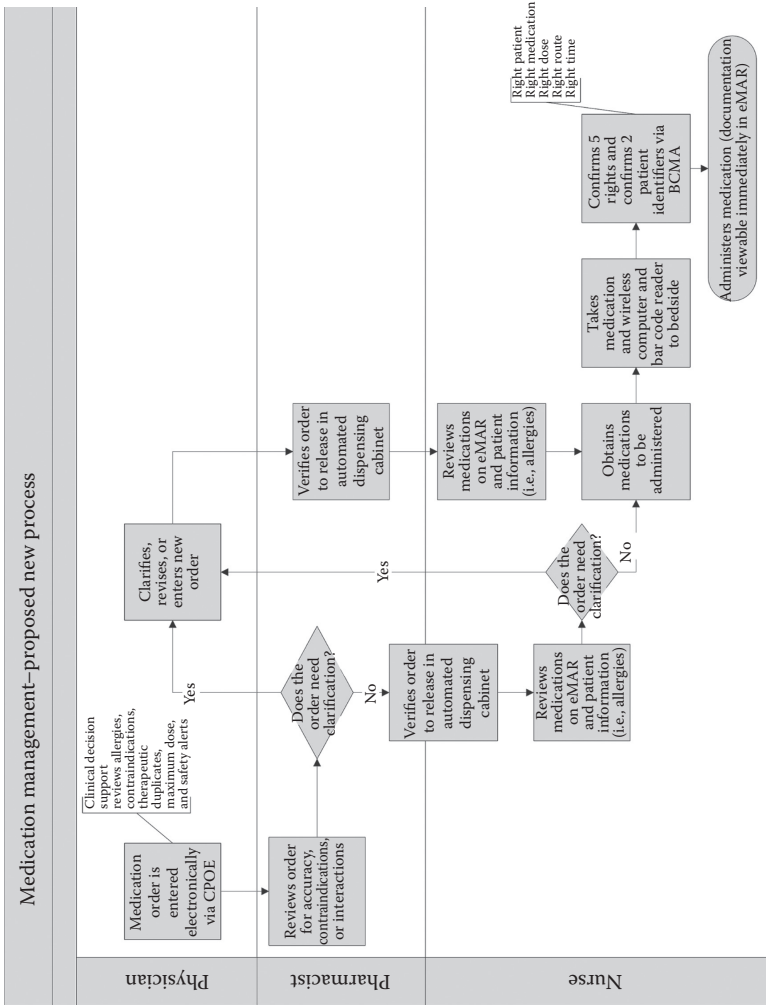 Medication management–proposed new process
Physician
Medication
order is
entered
electronically
via CPOE
Clinical decision
support
reviews allergies,
contraindications,
therapeutic
duplicates,
maximum dose,
and safety alerts
Yes
Clarifies,
revises, or
enters new
order
Pharmacist
Reviews order
for accuracy,
contraindications,
or interactions
Does the
order need
clarification?
No
Verifies order
to release in
automated
dispensing
cabinet
Yes
Verifies order
to release in
automated
dispensing
cabinet
Nurse
Reviews
medications
on eMAR
and patient
information
(i.e., allergies)
Does the
order need
clarification?
No
Reviews
medications
on eMAR
and patient
information
(i.e., allergies)
Obtains
medications
to be
administered
Takes
medication
and wireless
computer and
bar code reader
to bedside
Confirms 5
rights and
confirms 2
patient
identifiers via
BCMA
Right patient
Right medication
Right dose
Right route
Right time
Administers medication (documentation
viewable immediately in eMAR)